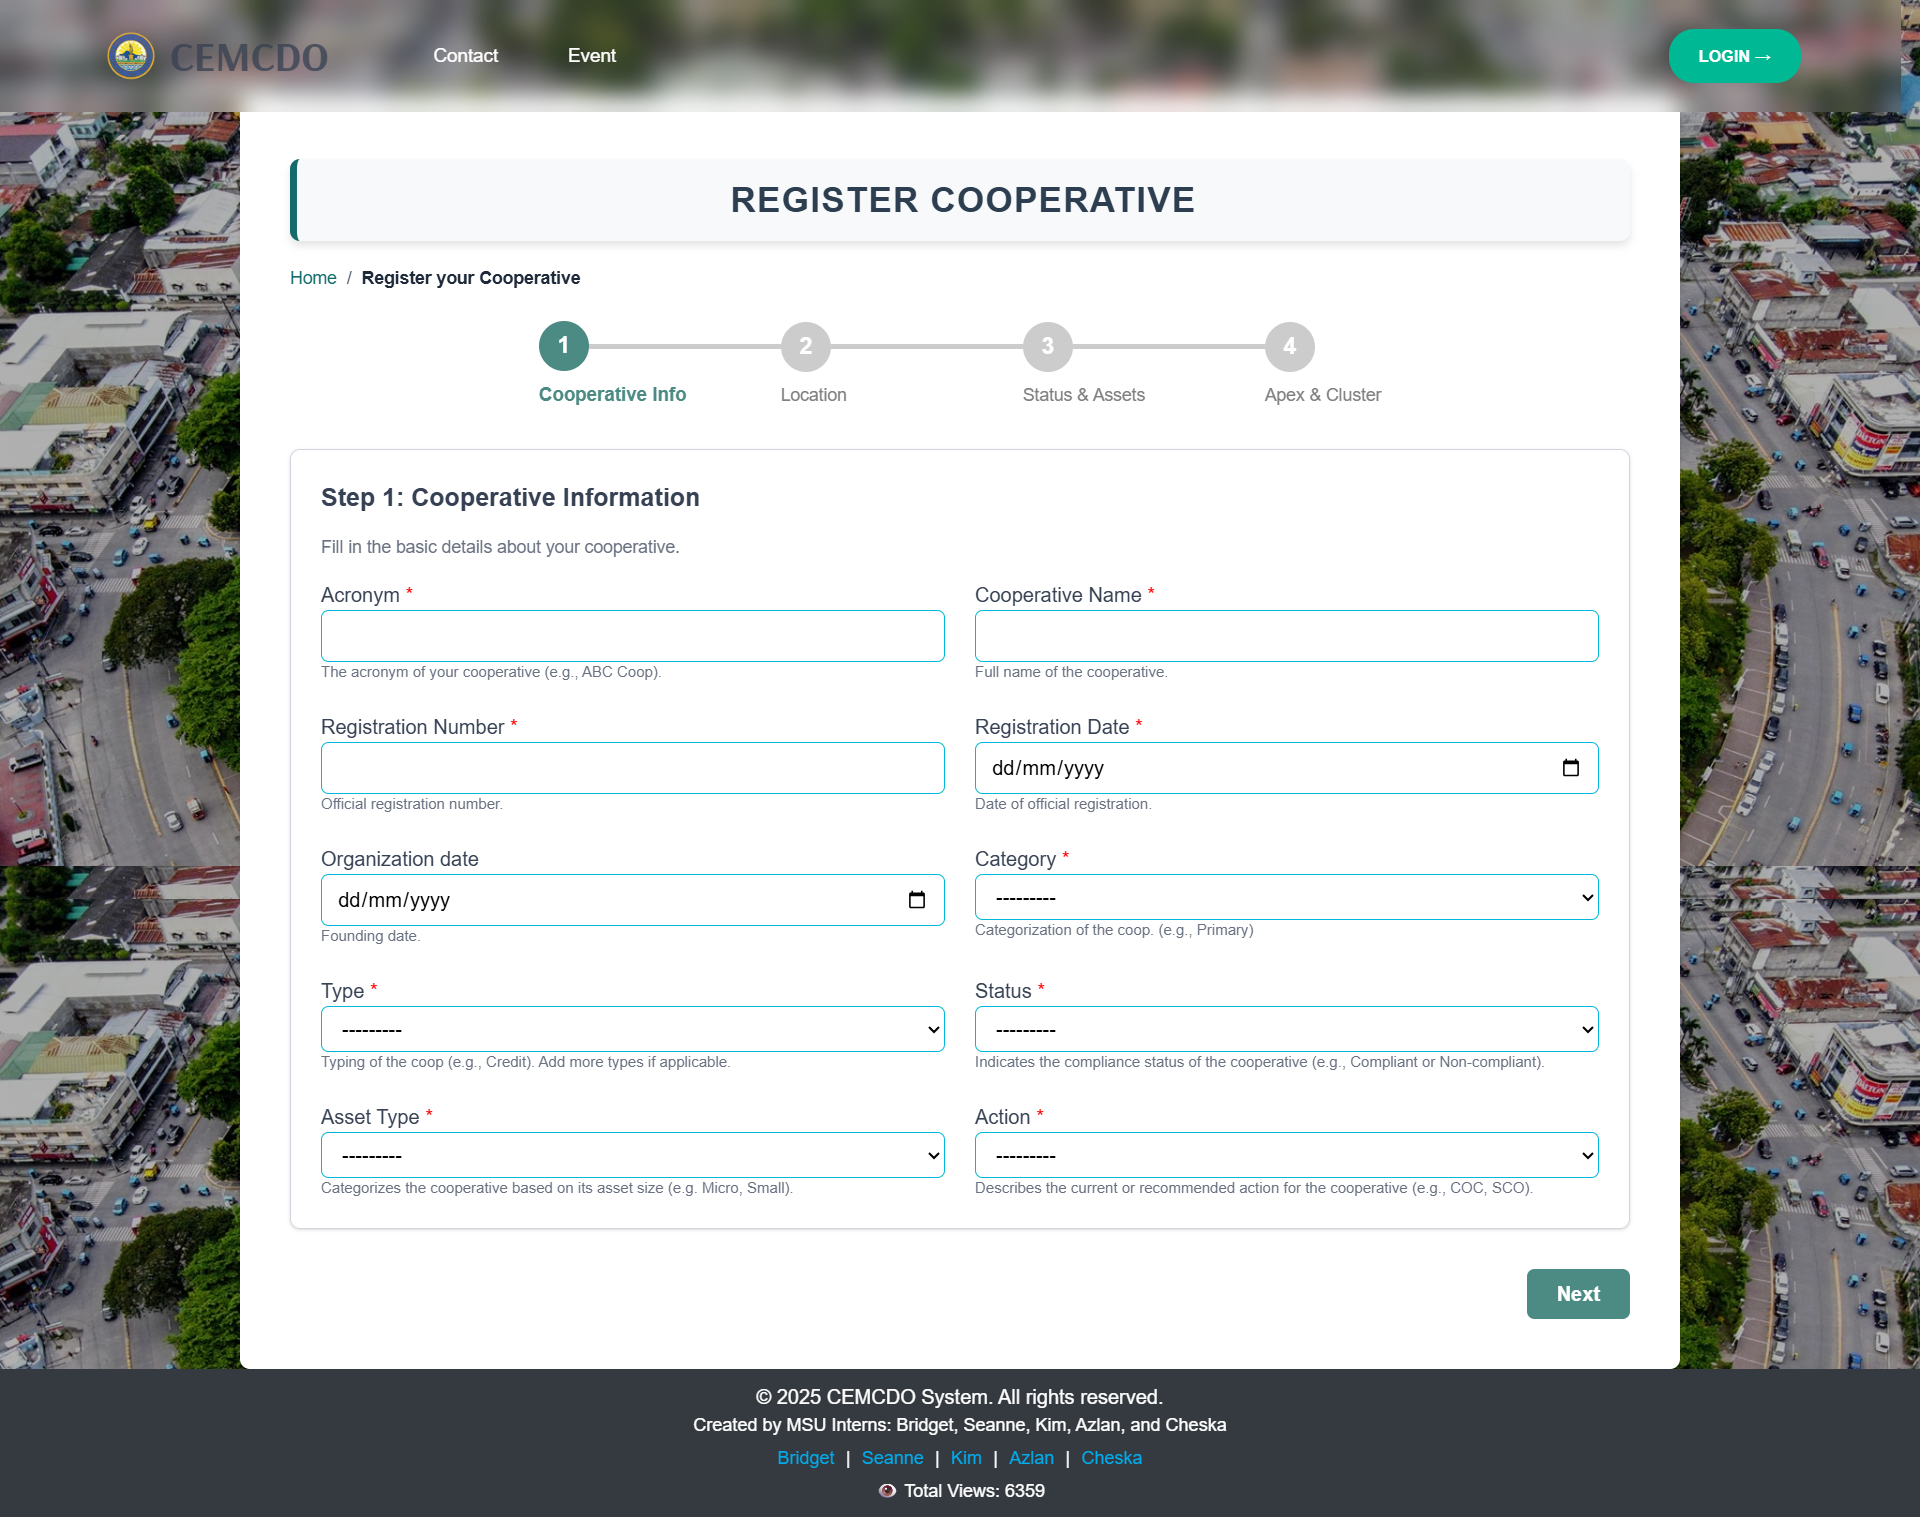 CEMCDO
Contact
Event
LOGIN →
REGISTER COOPERATIVE
Home / Register your Cooperative
1
2
3
4
Cooperative Info
Location
Status & Assets
Apex & Cluster
Step 1: Cooperative Information
Fill in the basic details about your cooperative.
Acronym *
The acronym of your cooperative (e.g., ABC Coop).
Cooperative Name *
Full name of the cooperative.
Registration Number *
Official registration number.
Registration Date *
dd/mm/yyyy
Date of official registration.
Organization date
dd/mm/yyyy
Founding date.
Category *
---------
Categorization of the coop. (e.g., Primary)
Type *
---------
Typing of the coop (e.g., Credit). Add more types if applicable.
Status *
---------
Indicates the compliance status of the cooperative (e.g., Compliant or Non-compliant).
Asset Type *
---------
Categorizes the cooperative based on its asset size (e.g. Micro, Small).
Action *
---------
Describes the current or recommended action for the cooperative (e.g., COC, SCO).
Next
© 2025 CEMCDO System. All rights reserved.
Created by MSU Interns: Bridget, Seanne, Kim, Azlan, and Cheska
Bridget | Seanne | Kim | Azlan | Cheska
Total Views: 6359